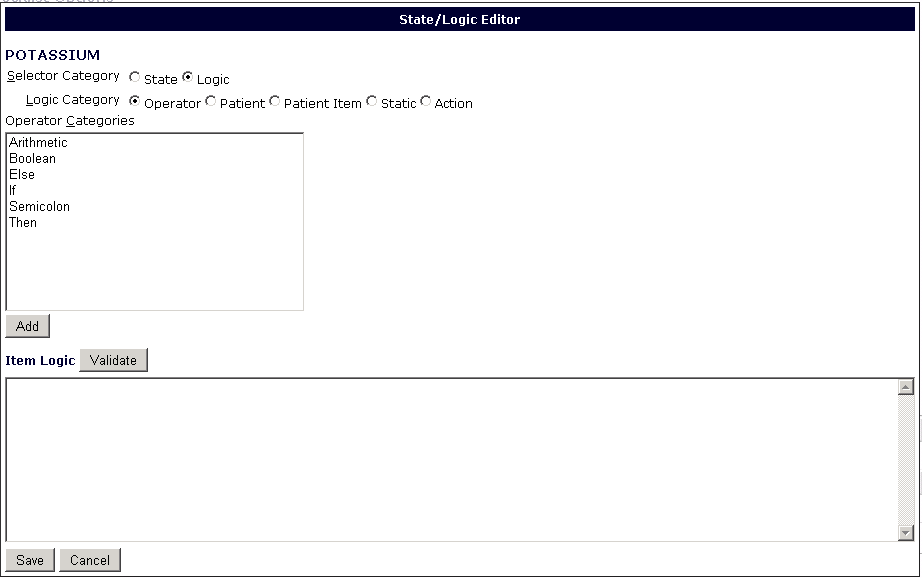 State/Logic Editor
POTASSIUM
Selector Category State Logic
Logic Category Operator Patient Patient Item Static Action
Operator Categories
Arithmetic
Boolean
Else
If
Semicolon
Then
Add
Item Logic Validate
Save Cancel